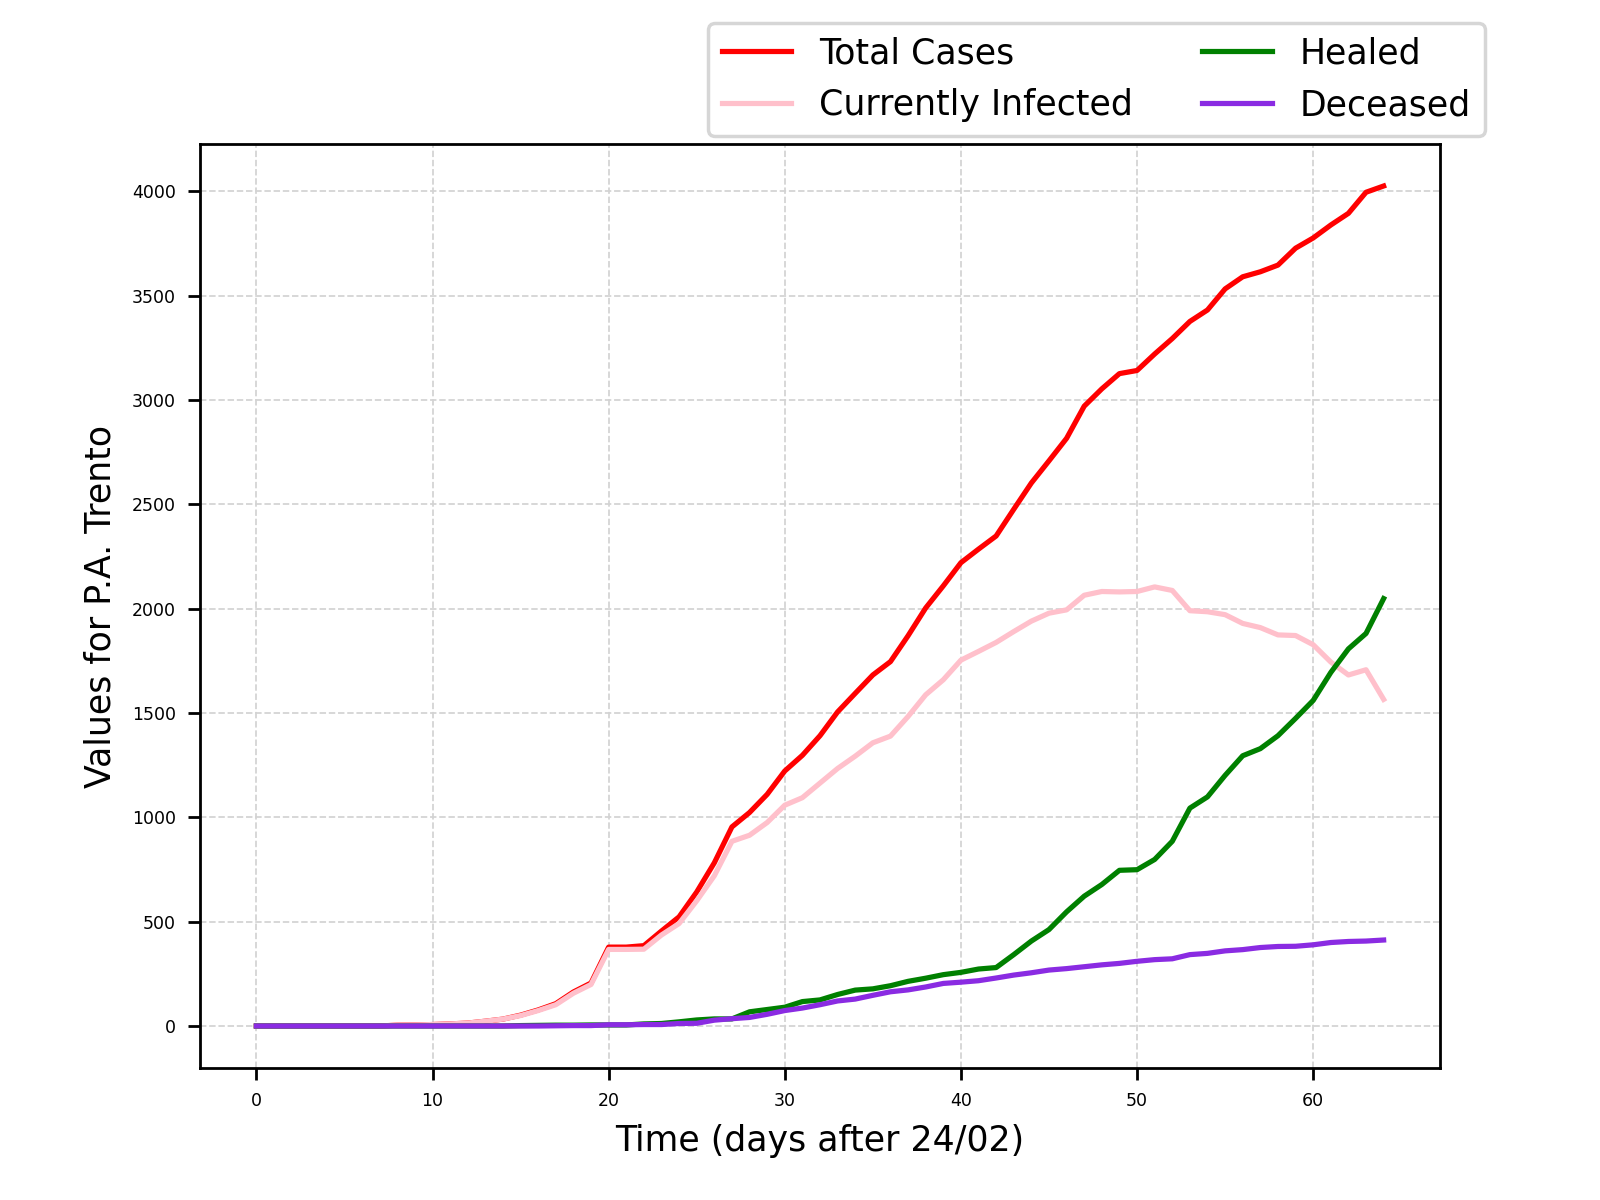 Total Cases
Currently Infected
Healed
Deceased
4000
3500
3000
2500
2000
1500
1000
500
0
Values for P.A. Trento
0 10 20 30 40 50 60
Time (days after 24/02)